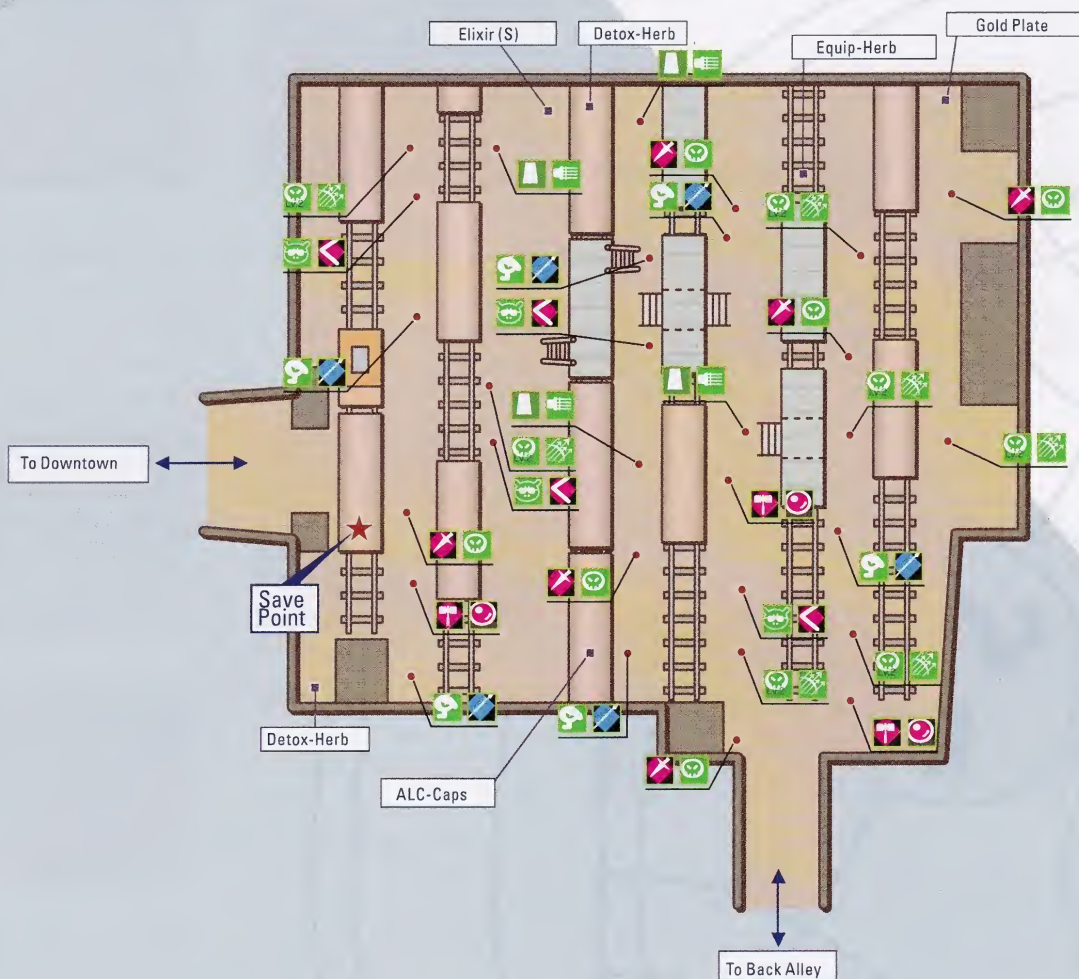 Elixir (S)
Detox-Herb
Equip-Herb
Gold Plate
To Downtown
Save
Point
Detox-Herb
ALC-Caps
To Back Alley